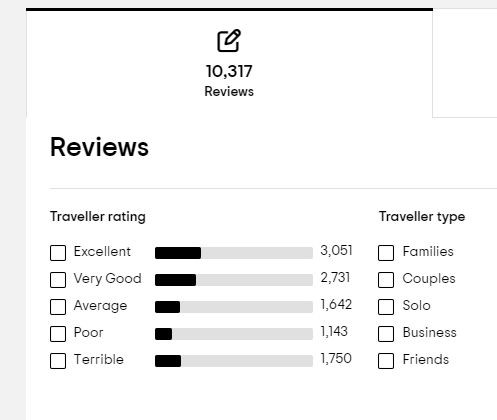 10,317
Reviews
Reviews
Traveller rating
Excellent 3,051
Very Good 2,731
Average 1,642
Poor 1,143
Terrible 1,750
Traveller type
Families
Couples
Solo
Business
Friends